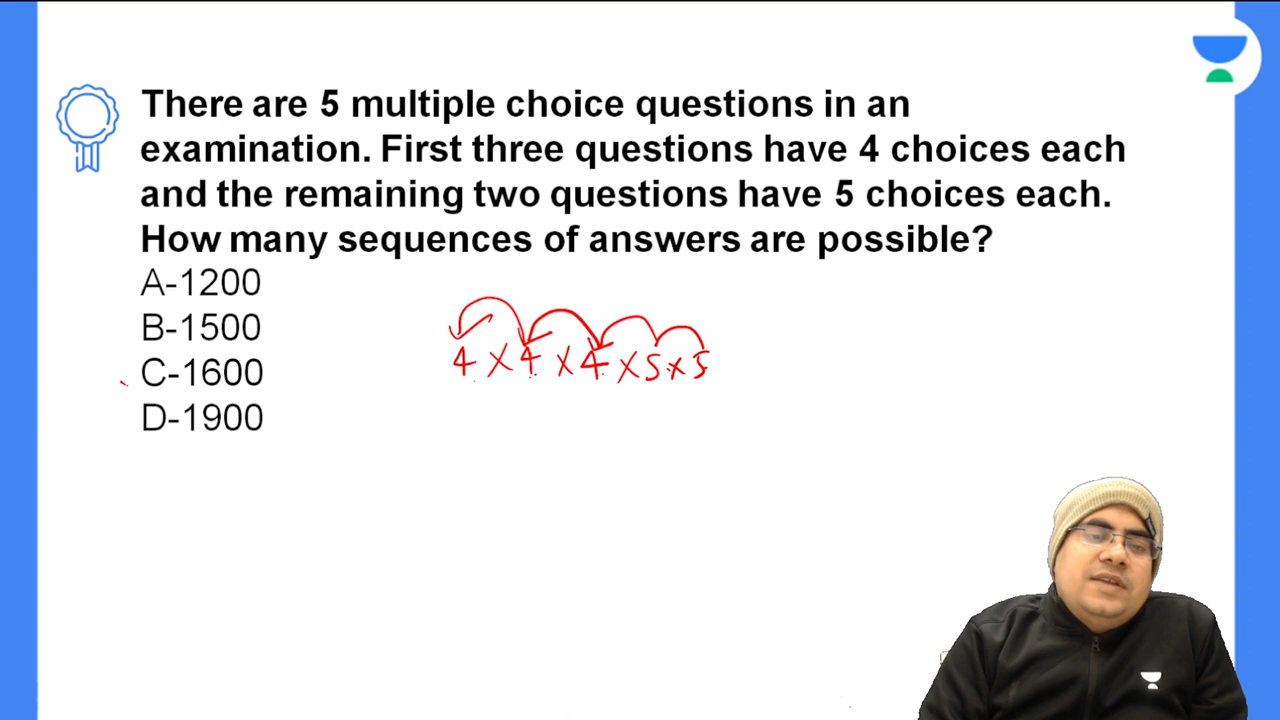 There are 5 multiple choice questions in an
examination. First three questions have 4 choices each
and the remaining two questions have 5 choices each.
How many sequences of answers are possible?
A-1200
B-1500
C-1600
D-1900
4 × 4 × 4 × 5 × 5